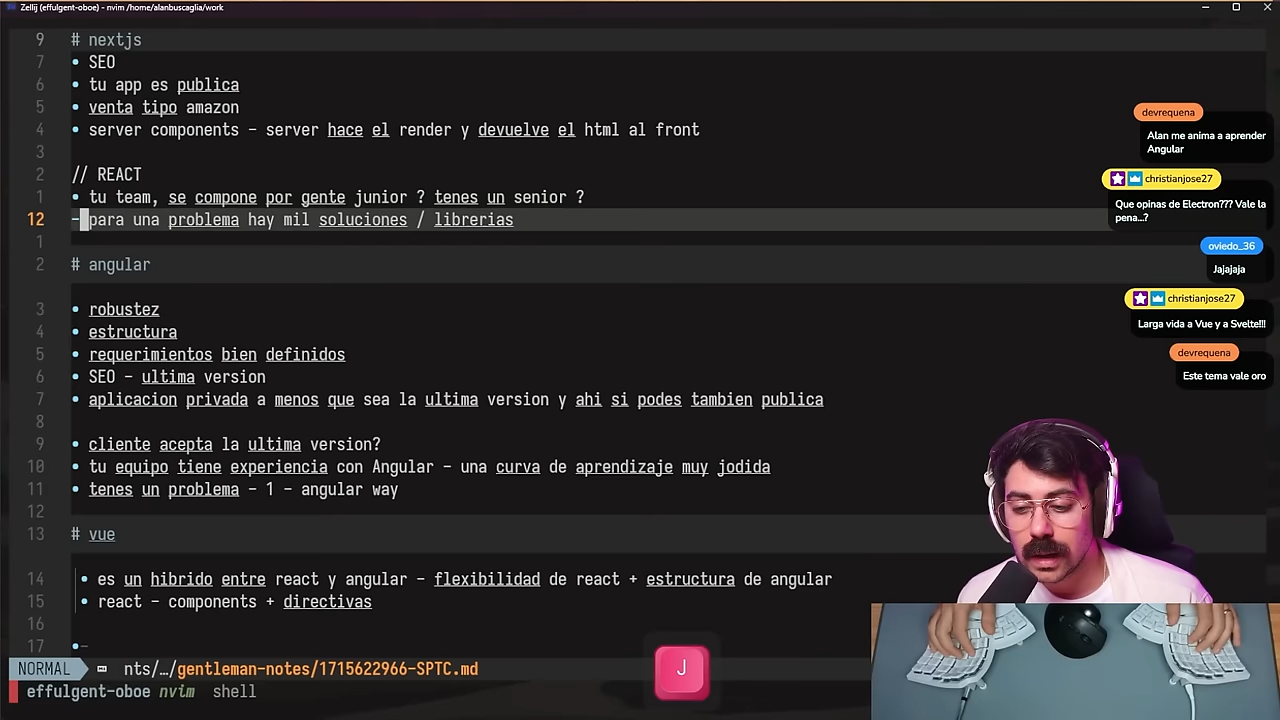 Zellij (effulgent-oboe) - nvim /home/alanbuscaglia/work
9 # nextjs
7 • SEO
6 • tu app es publica
5 • venta tipo amazon
4 • server components - server hace el render y devuelve el html al front
3
2 // REACT
1 • tu team, se compone por gente junior ? tenes un senior ?
12 - para una problema hay mil soluciones / librerias
1
2 # angular
3 • robustez
4 • estructura
5 • requerimientos bien definidos
6 • SEO - ultima version
7 • aplicacion privada a menos que sea la ultima version y ahi si podes tambien publica
8
9 • cliente acepta la ultima version?
10 • tu equipo tiene experiencia con Angular - una curva de aprendizaje muy jodida
11 • tenes un problema - 1 - angular way
12
13 # vue
14 • es un hibrido entre react y angular - flexibilidad de react + estructura de angular
15 • react - components + directivas
16
17 •-
NORMAL nts/…/gentleman-notes/1715622966-SPTC.md
effulgent-oboe nvim shell
devrequena
Alan me anima a aprender
Angular
christianjose27
Que opinas de Electron??? Vale la
pena...?
oviedo_36
Jajajaja
christianjose27
Larga vida a Vue y a Svelte!!!
devrequena
Este tema vale oro
J